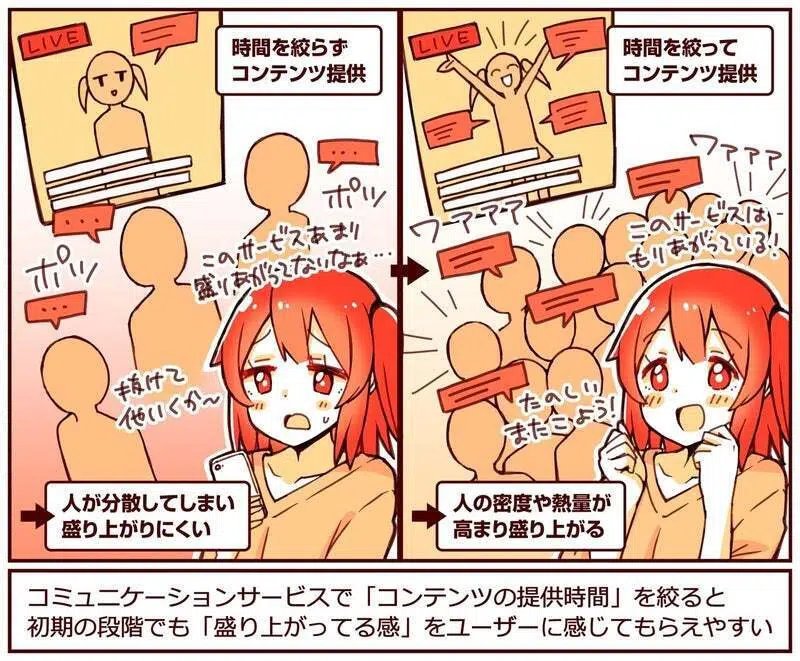 LIVE
時間を絞らず
コンテンツ提供
…
ポツ
…
ポツ
…
このサービスあまり
盛りあがってないなぁ…
抜けて
他いくか〜
人が分散してしまい
盛り上がりにくい
LIVE
時間を絞って
コンテンツ提供
ワァァァ
ワーァァァ
このサービスは
もりあがっている!
たのしい
またこよう!
人の密度や熱量が
高まり盛り上がる
コミュニケーションサービスで「コンテンツの提供時間」を絞ると
初期の段階でも「盛り上がってる感」をユーザーに感じてもらえやすい